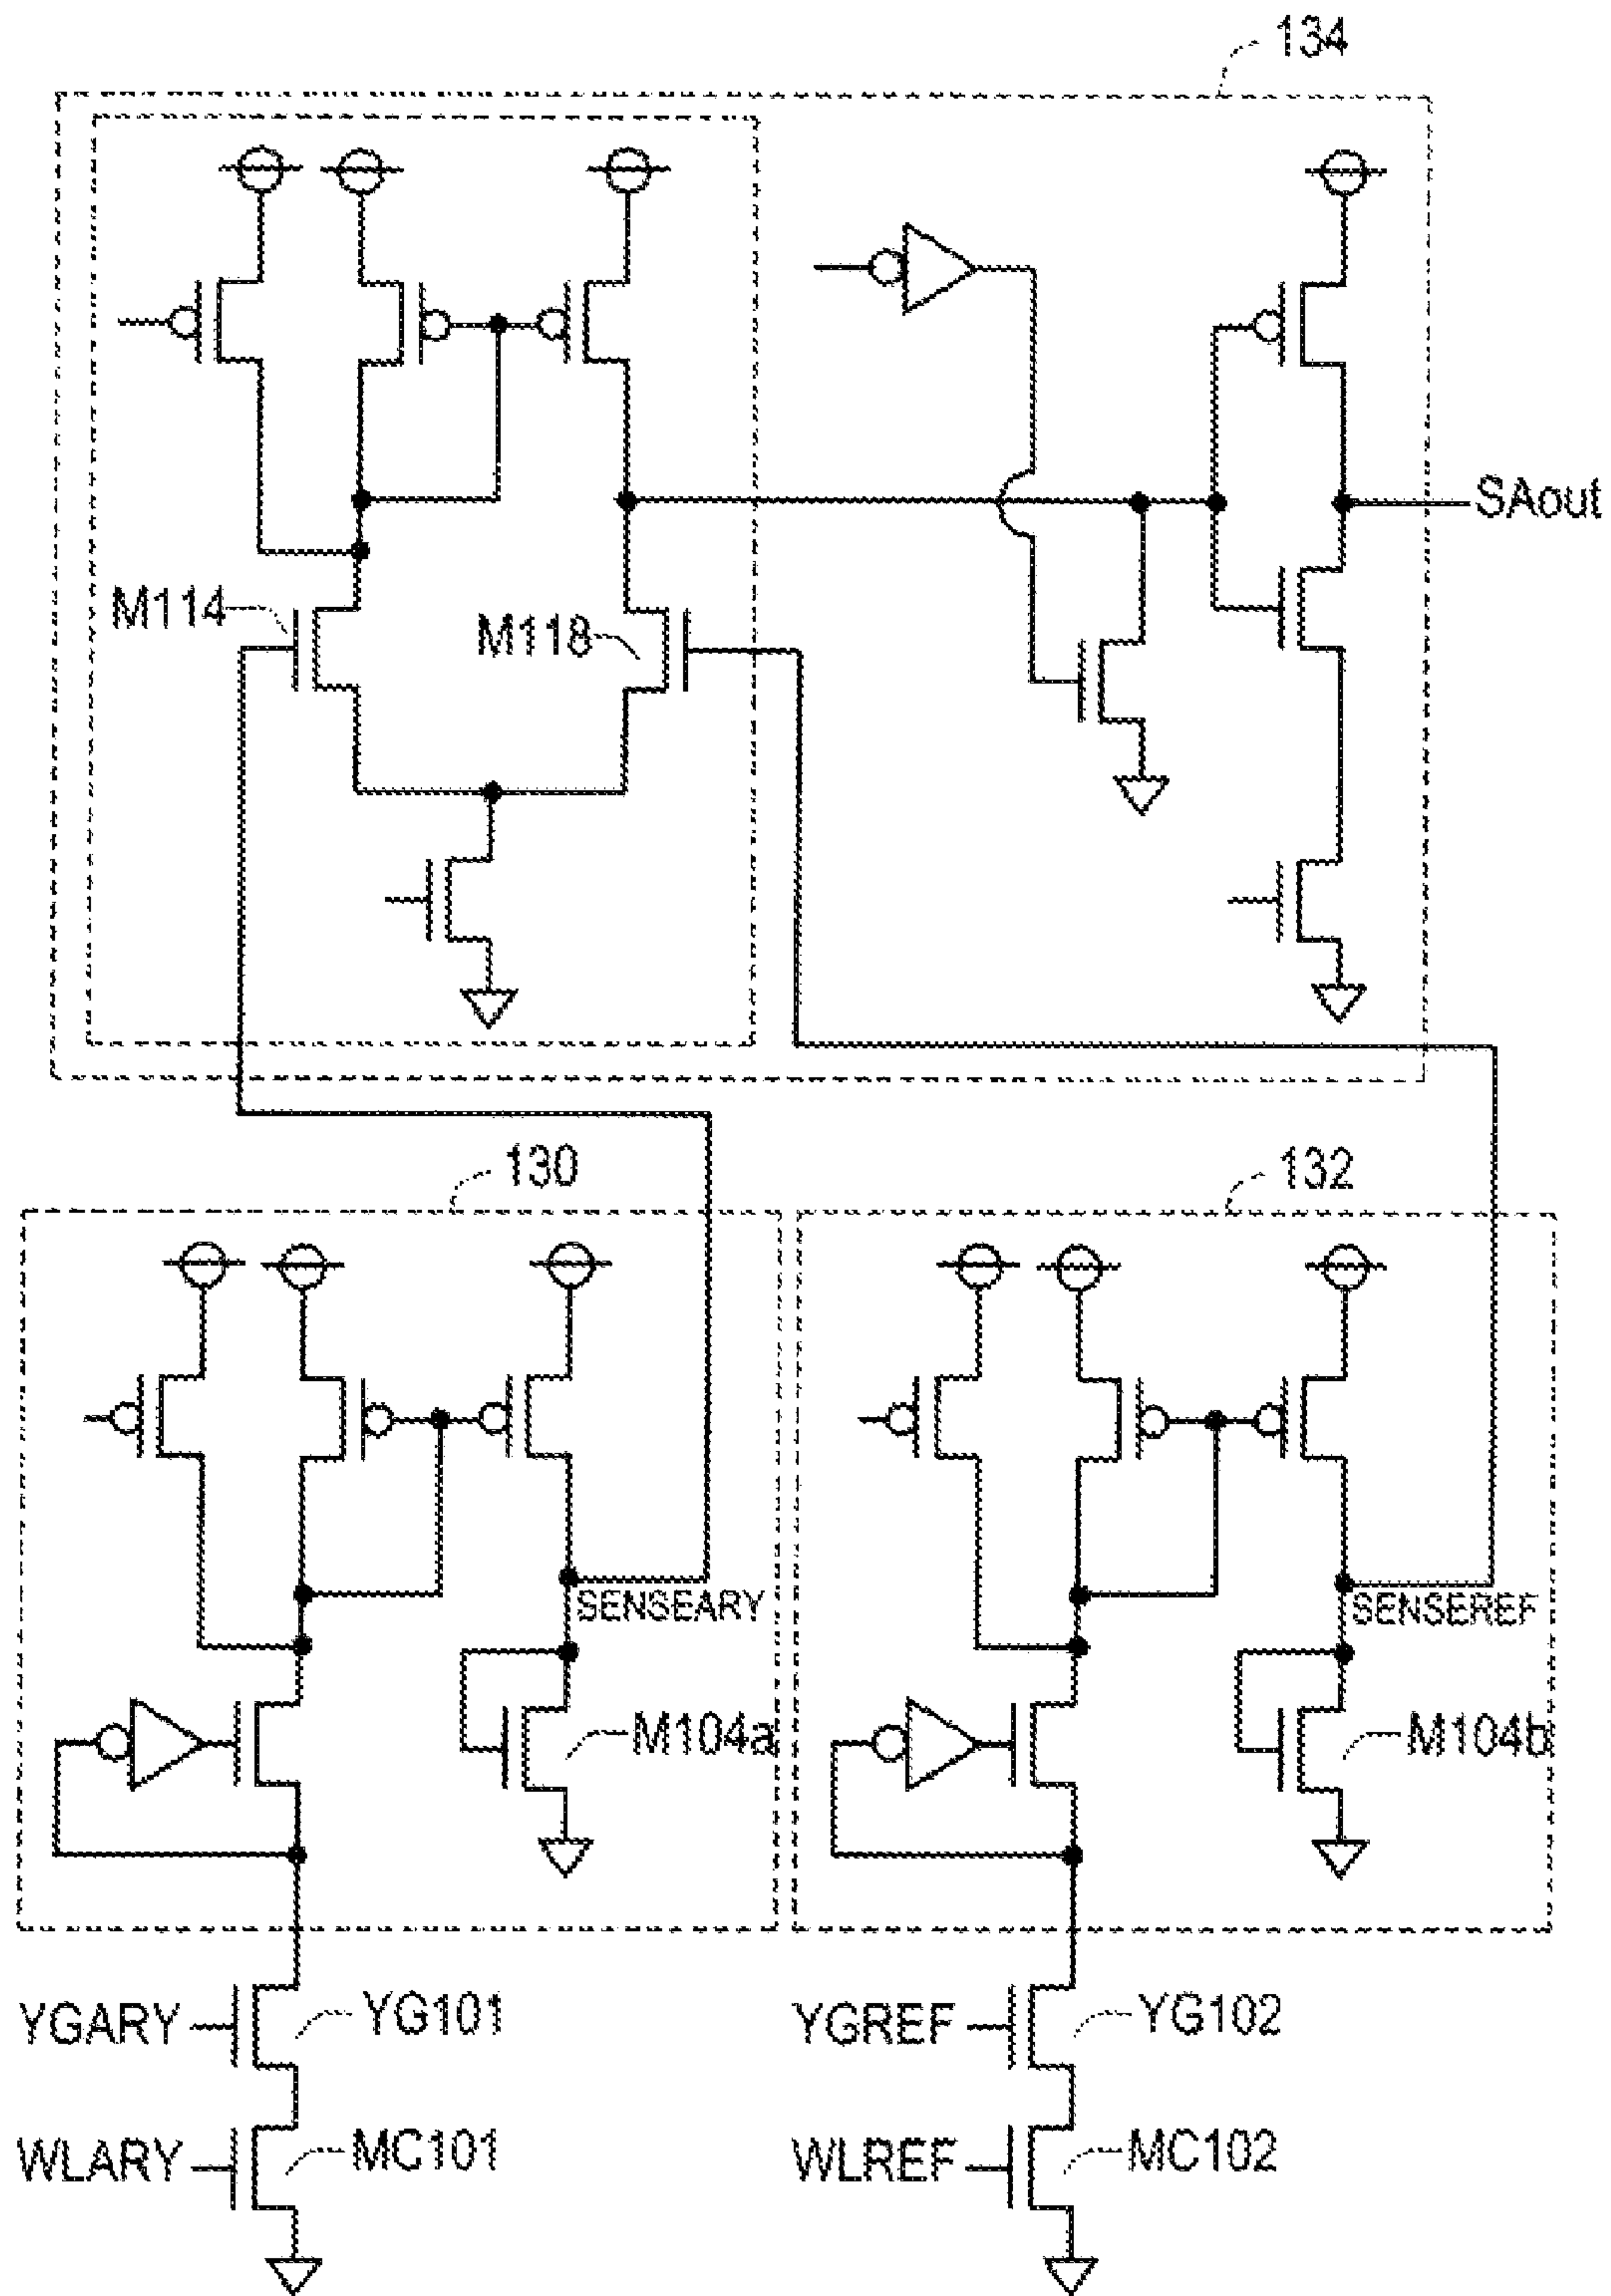 134
SAout
M114
M118
130
132
SENSEARY
SENSEREF
M104a
M104b
YGARY
YG101
YGREF
YG102
WLARY
MC101
WLREF
MC102